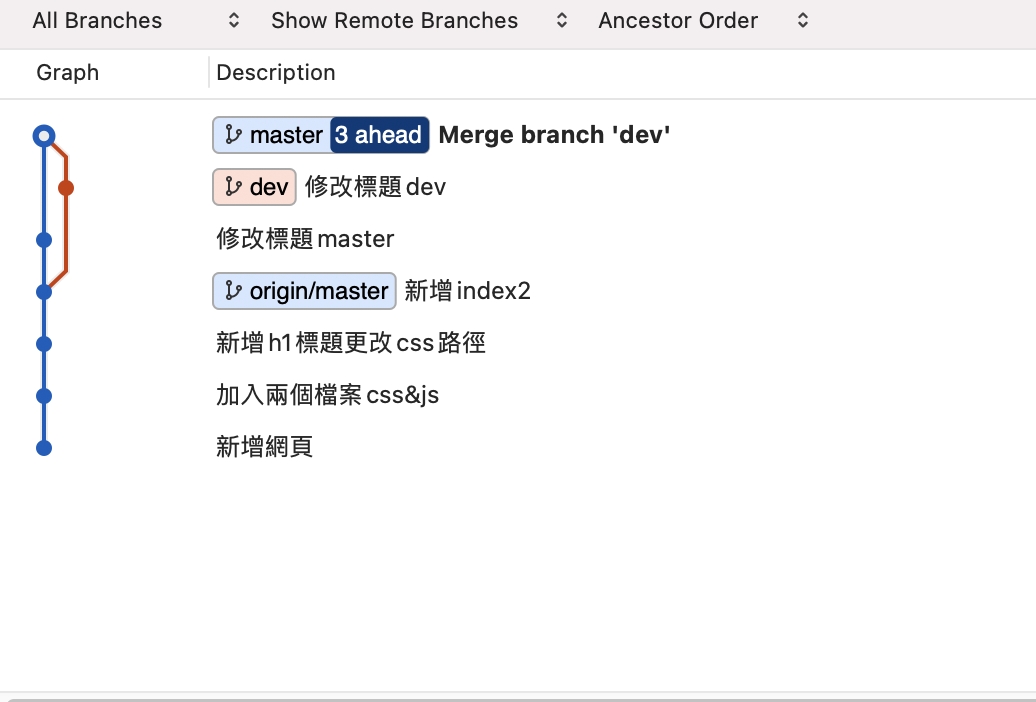 All Branches Show Remote Branches Ancestor Order
Graph Description
master 3 ahead Merge branch 'dev'
dev 修改標題dev
修改標題master
origin/master 新增index2
新增h1標題更改css路徑
加入兩個檔案css&js
新增網頁